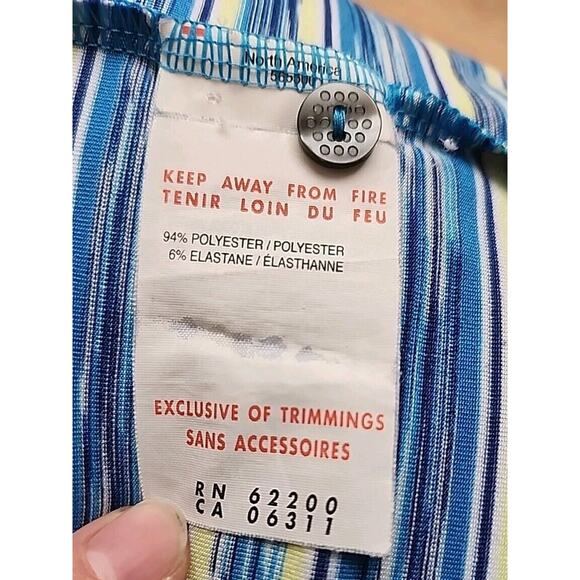 North America
KEEP AWAY FROM FIRE
TENIR LOIN DU FEU
94% POLYESTER / POLYESTER
6% ELASTANE / ÉLASTHANNE
EXCLUSIVE OF TRIMMINGS
SANS ACCESSOIRES
RN 62200
CA 06311